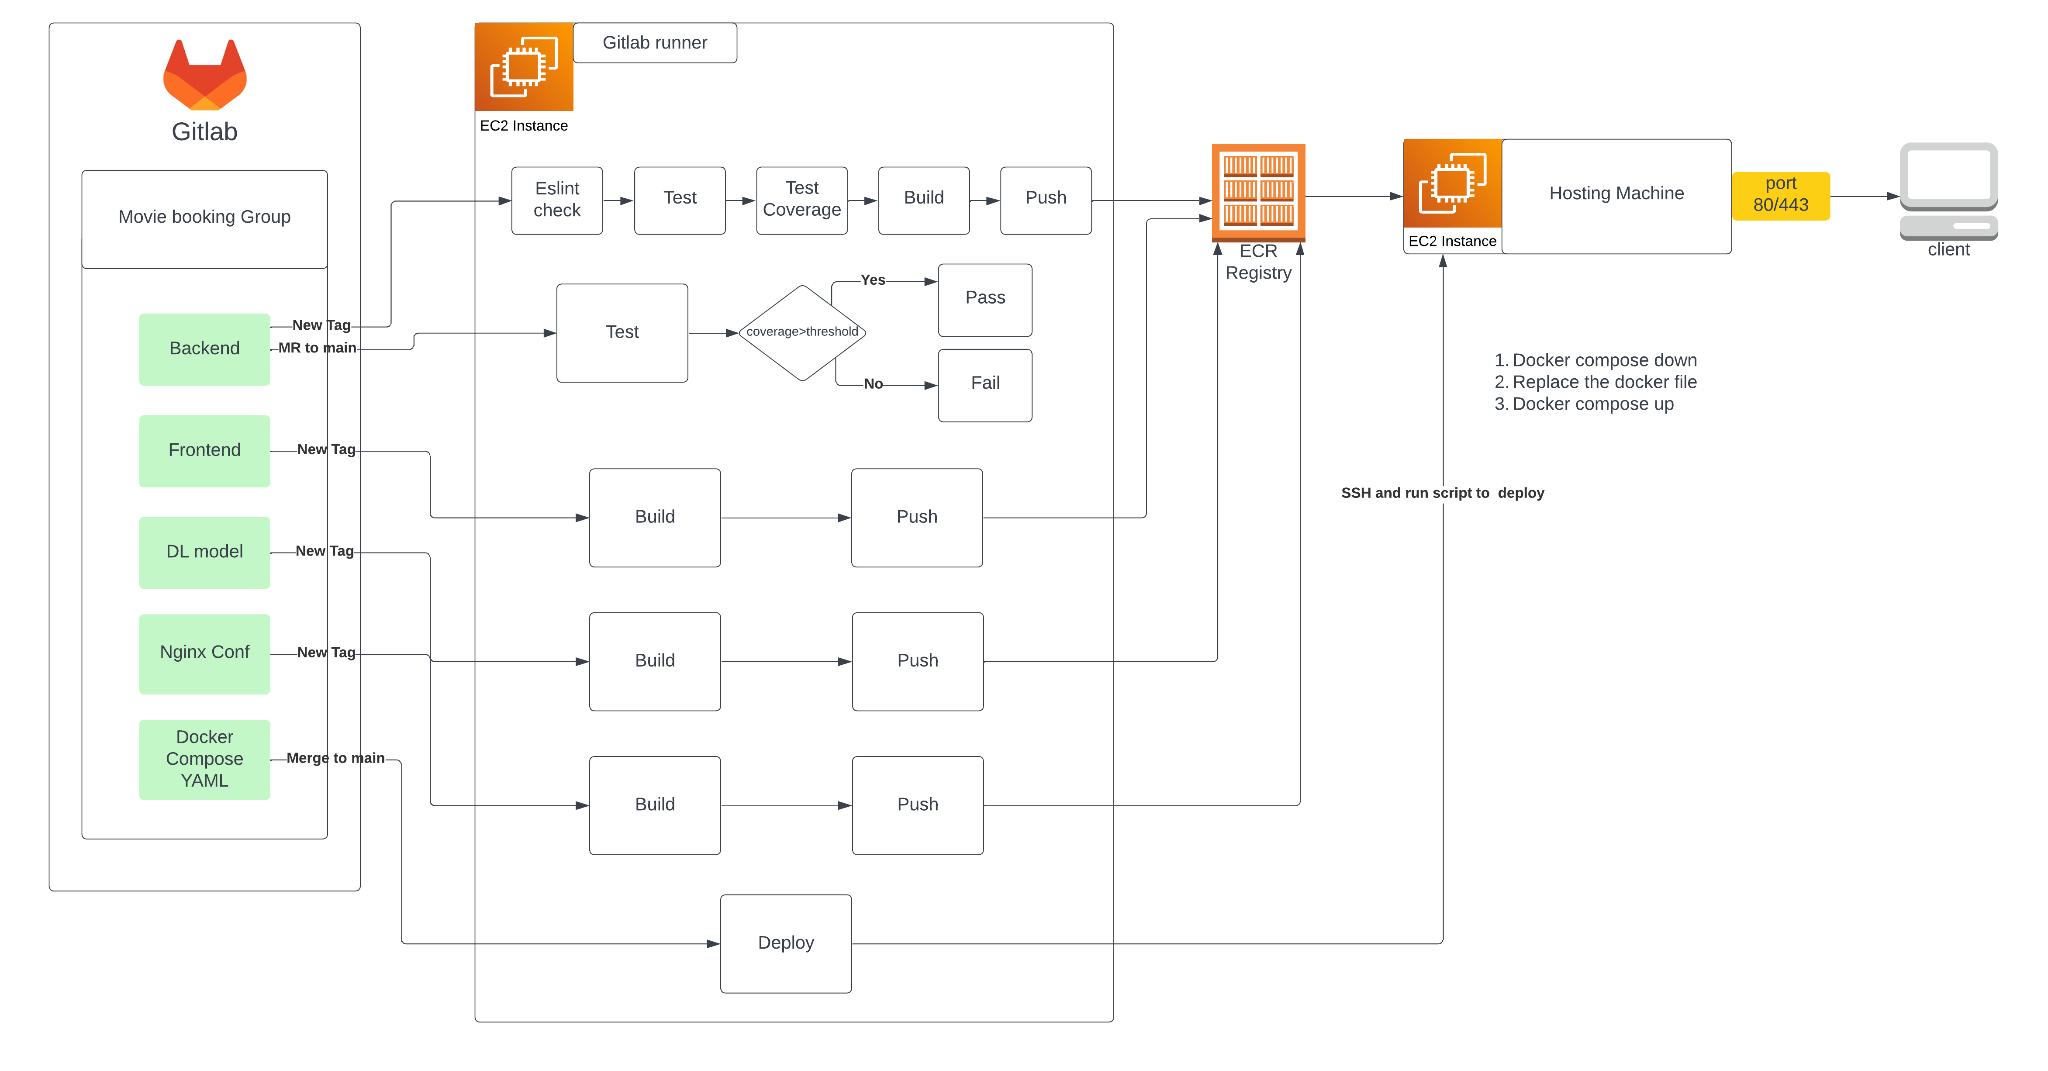 Gitlab
Movie booking Group
Backend
Frontend
DL model
Nginx Conf
Docker
Compose
YAML
New Tag
MR to main
New Tag
New Tag
New Tag
Merge to main
EC2 Instance
Gitlab runner
Eslint
check
Test
Test
Coverage
Build
Push
Test
coverage>threshold
Yes
No
Pass
Fail
Build
Push
Build
Push
Build
Push
Deploy
ECR
Registry
EC2 Instance
Hosting Machine
port
80/443
client
1. Docker compose down
2. Replace the docker file
3. Docker compose up
SSH and run script to  deploy